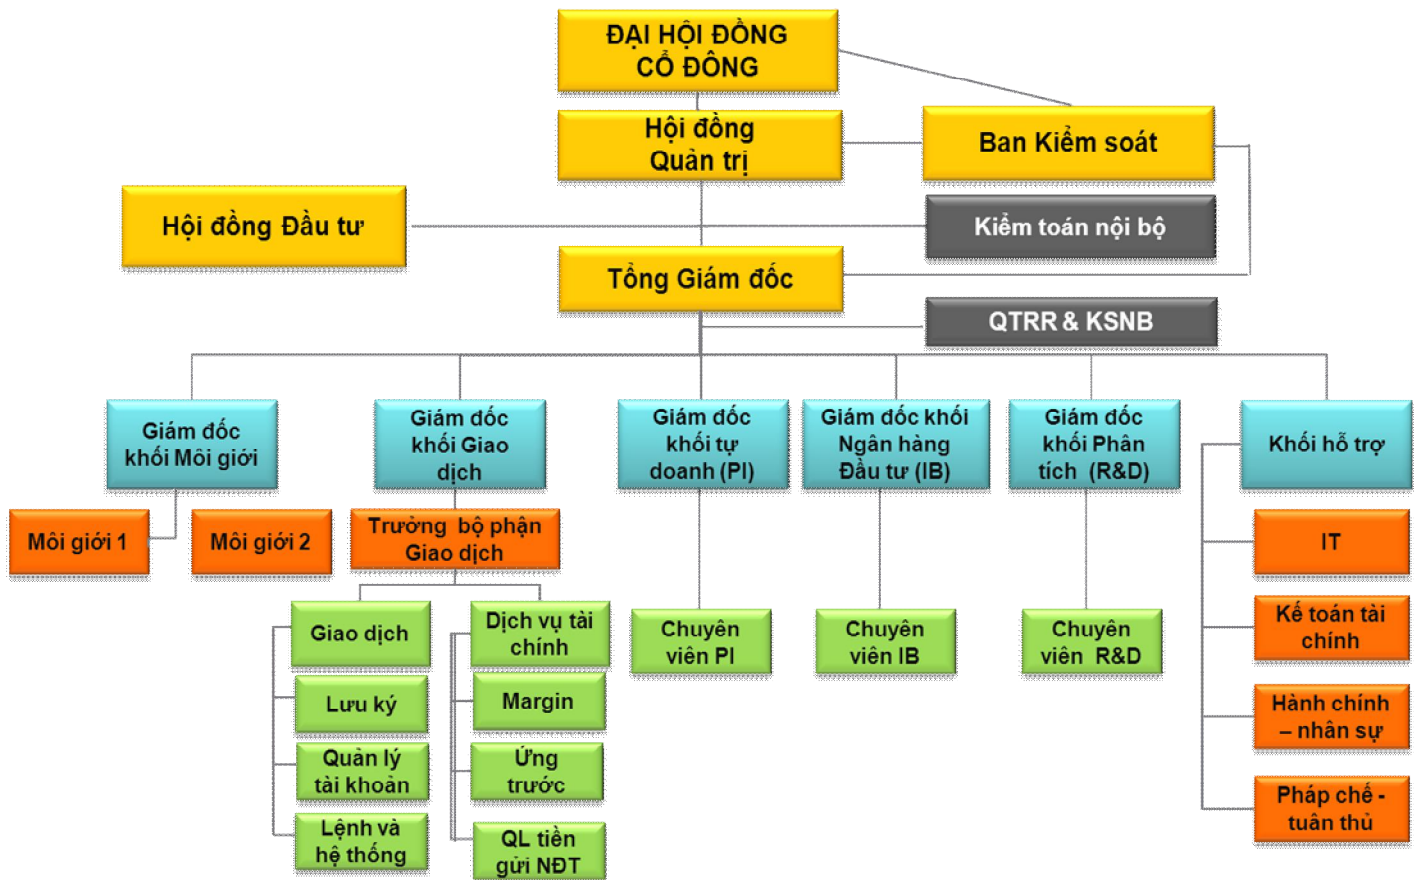 ĐẠI HỘI ĐỒNG
CỔ ĐÔNG
Hội đồng
Quản trị
Ban Kiểm soát
Hội đồng Đầu tư
Kiểm toán nội bộ
Tổng Giám đốc
QTRR & KSNB
Giám đốc
khối Môi giới
Giám đốc
khối Giao
dịch
Giám đốc
khối tự
doanh (PI)
Giám đốc khối
Ngân hàng
Đầu tư (IB)
Giám đốc
khối Phân
tích (R&D)
Khối hỗ trợ
Môi giới 1
Môi giới 2
Trưởng bộ phận
Giao dịch
IT
Giao dịch
Dịch vụ tài
chính
Chuyên
viên PI
Chuyên
viên IB
Chuyên
viên R&D
Kế toán tài
chính
Lưu ký
Margin
Hành chính
– nhân sự
Quản lý
tài khoản
Ứng
trước
Pháp chế -
tuân thủ
Lệnh và
hệ thống
QL tiền
gửi NĐT